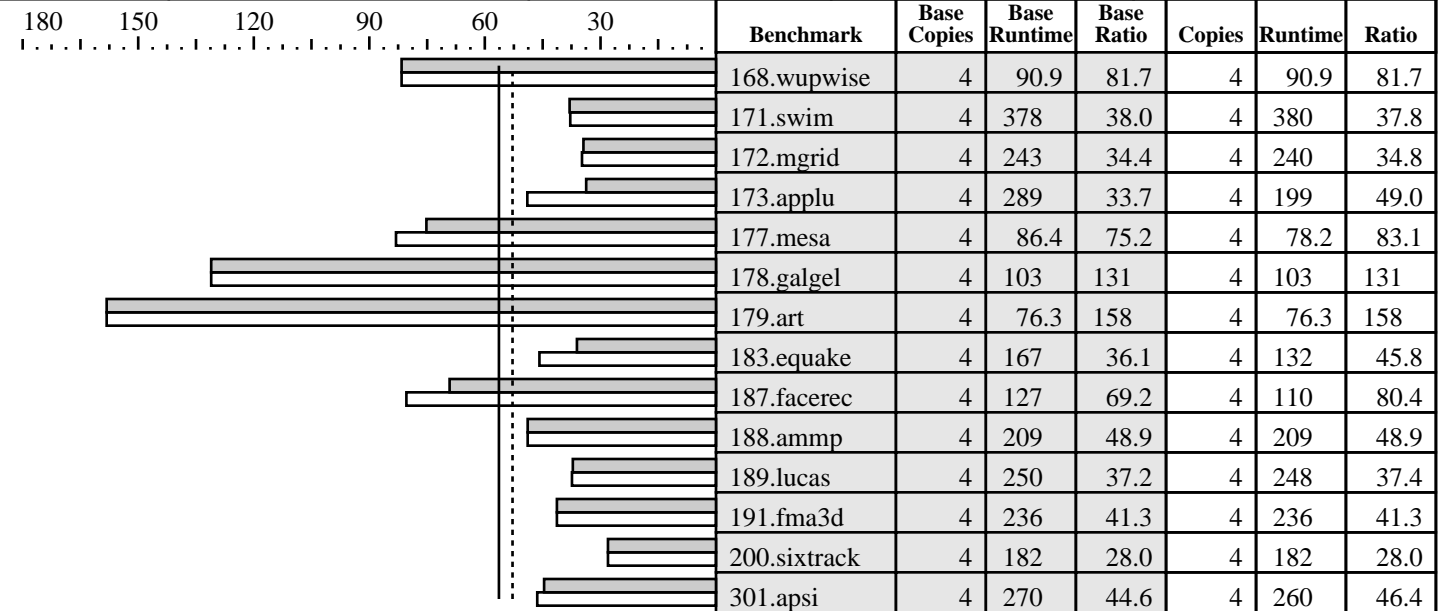 180 150 120 90 60 30
Benchmark Base Copies Base Runtime Base Ratio Copies Runtime Ratio
168.wupwise 4 90.9 81.7 4 90.9 81.7
171.swim 4 378 38.0 4 380 37.8
172.mgrid 4 243 34.4 4 240 34.8
173.applu 4 289 33.7 4 199 49.0
177.mesa 4 86.4 75.2 4 78.2 83.1
178.galgel 4 103 131 4 103 131
179.art 4 76.3 158 4 76.3 158
183.equake 4 167 36.1 4 132 45.8
187.facerec 4 127 69.2 4 110 80.4
188.ammp 4 209 48.9 4 209 48.9
189.lucas 4 250 37.2 4 248 37.4
191.fma3d 4 236 41.3 4 236 41.3
200.sixtrack 4 182 28.0 4 182 28.0
301.apsi 4 270 44.6 4 260 46.4